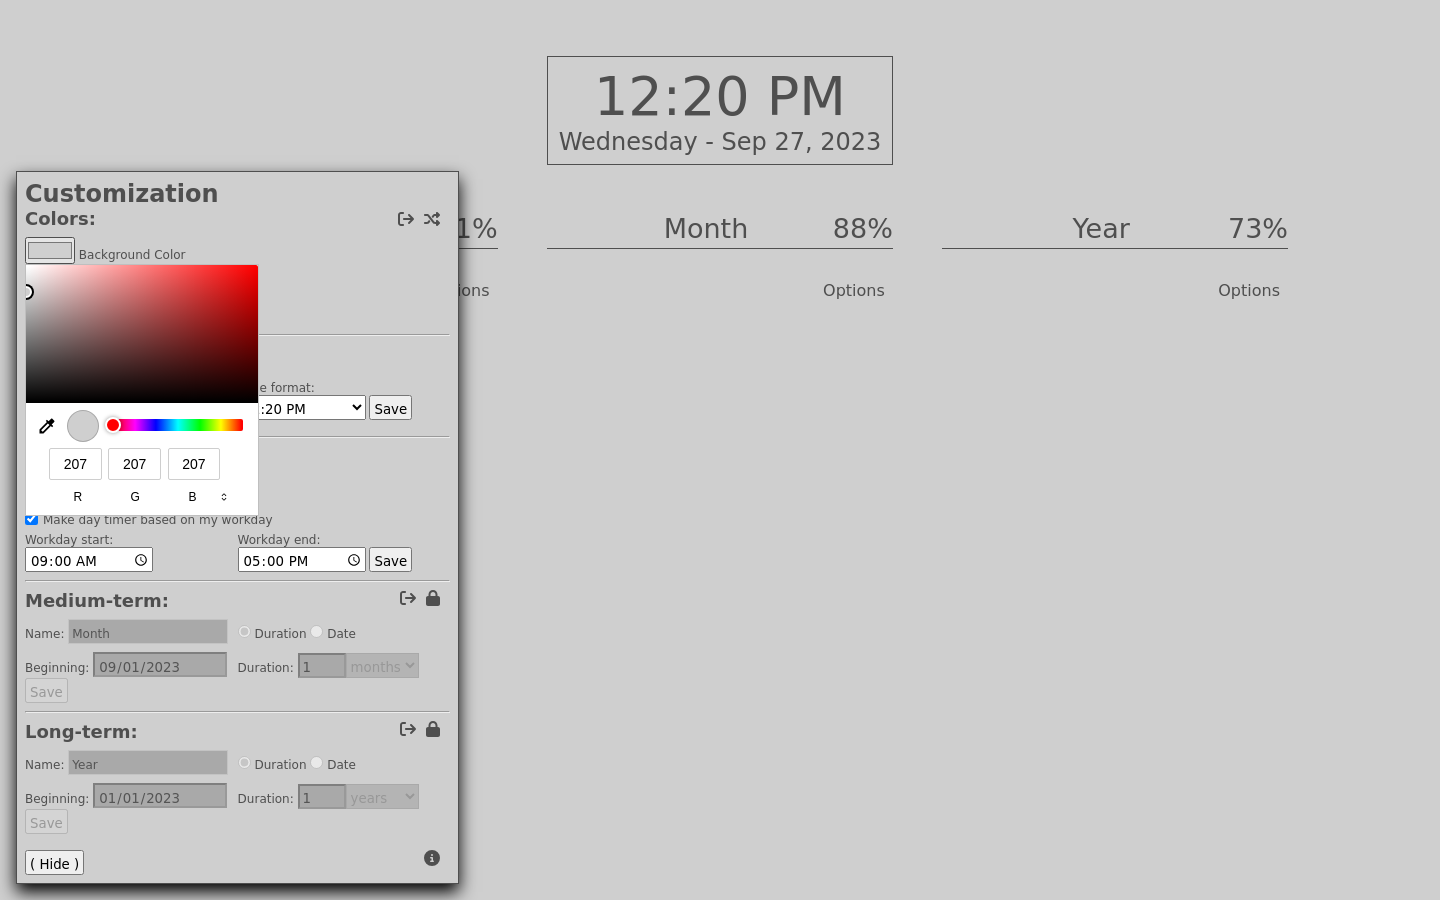 12:20 PM
Wednesday - Sep 27, 2023
Customization
Colors:
Background Color
1%
Month 88%
Year 73%
Options
Options
:20 PM
Save
207 207 207
R G B
Make day timer based on my workday
Workday start: Workday end:
09:00 AM 05:00 PM Save
Medium-term:
Name: Month Duration Date
Beginning: 09/01/2023 Duration: 1 months
Save
Long-term:
Name: Year Duration Date
Beginning: 01/01/2023 Duration: 1 years
Save
( Hide )